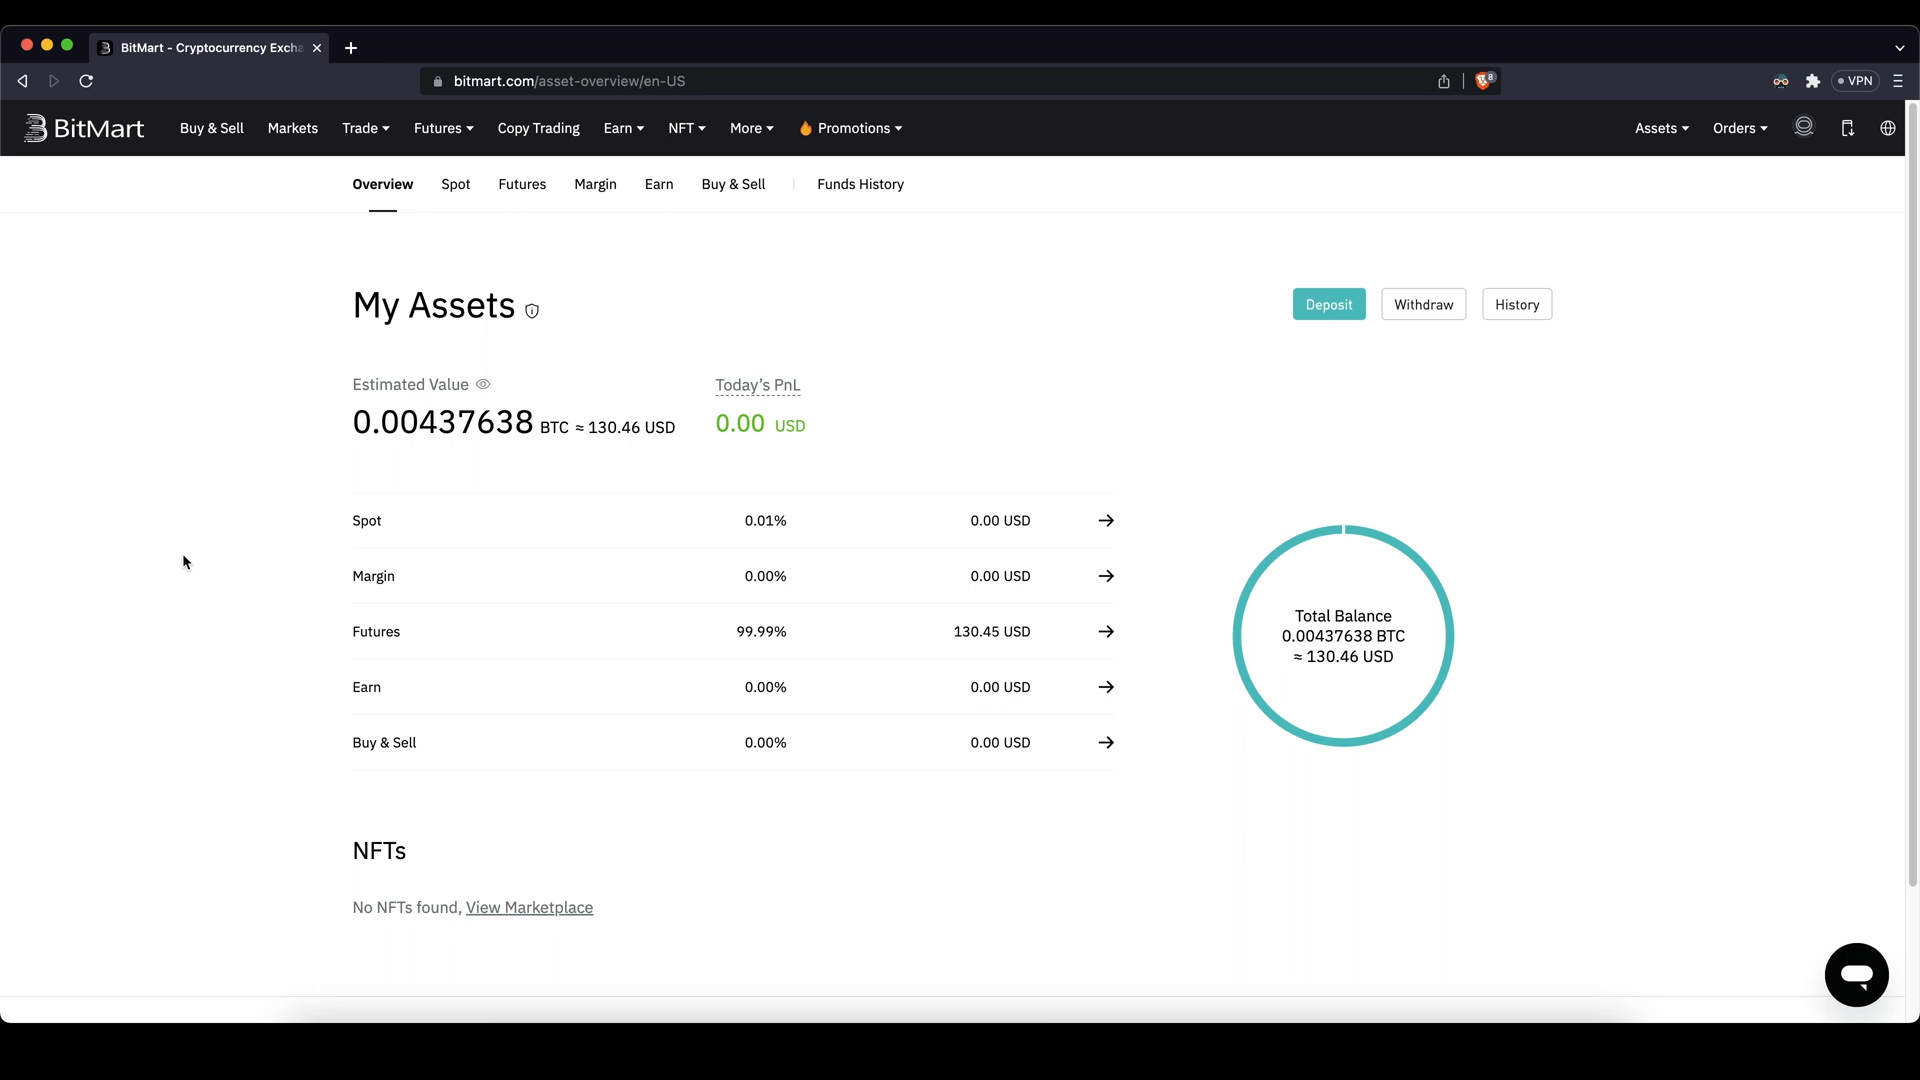 BitMart - Cryptocurrency Excha
bitmart.com/asset-overview/en-US
8
VPN
BitMart
Buy & Sell
Markets
Trade
Futures
Copy Trading
Earn
NFT
More
Promotions
Assets
Orders
Overview
Spot
Futures
Margin
Earn
Buy & Sell
Funds History
My Assets
Deposit
Withdraw
History
Estimated Value
Today's PnL
0.00437638 BTC ≈ 130.46 USD
0.00 USD
Spot 0.01% 0.00 USD
Margin 0.00% 0.00 USD
Futures 99.99% 130.45 USD
Earn 0.00% 0.00 USD
Buy & Sell 0.00% 0.00 USD
Total Balance
0.00437638 BTC
≈ 130.46 USD
NFTs
No NFTs found, View Marketplace